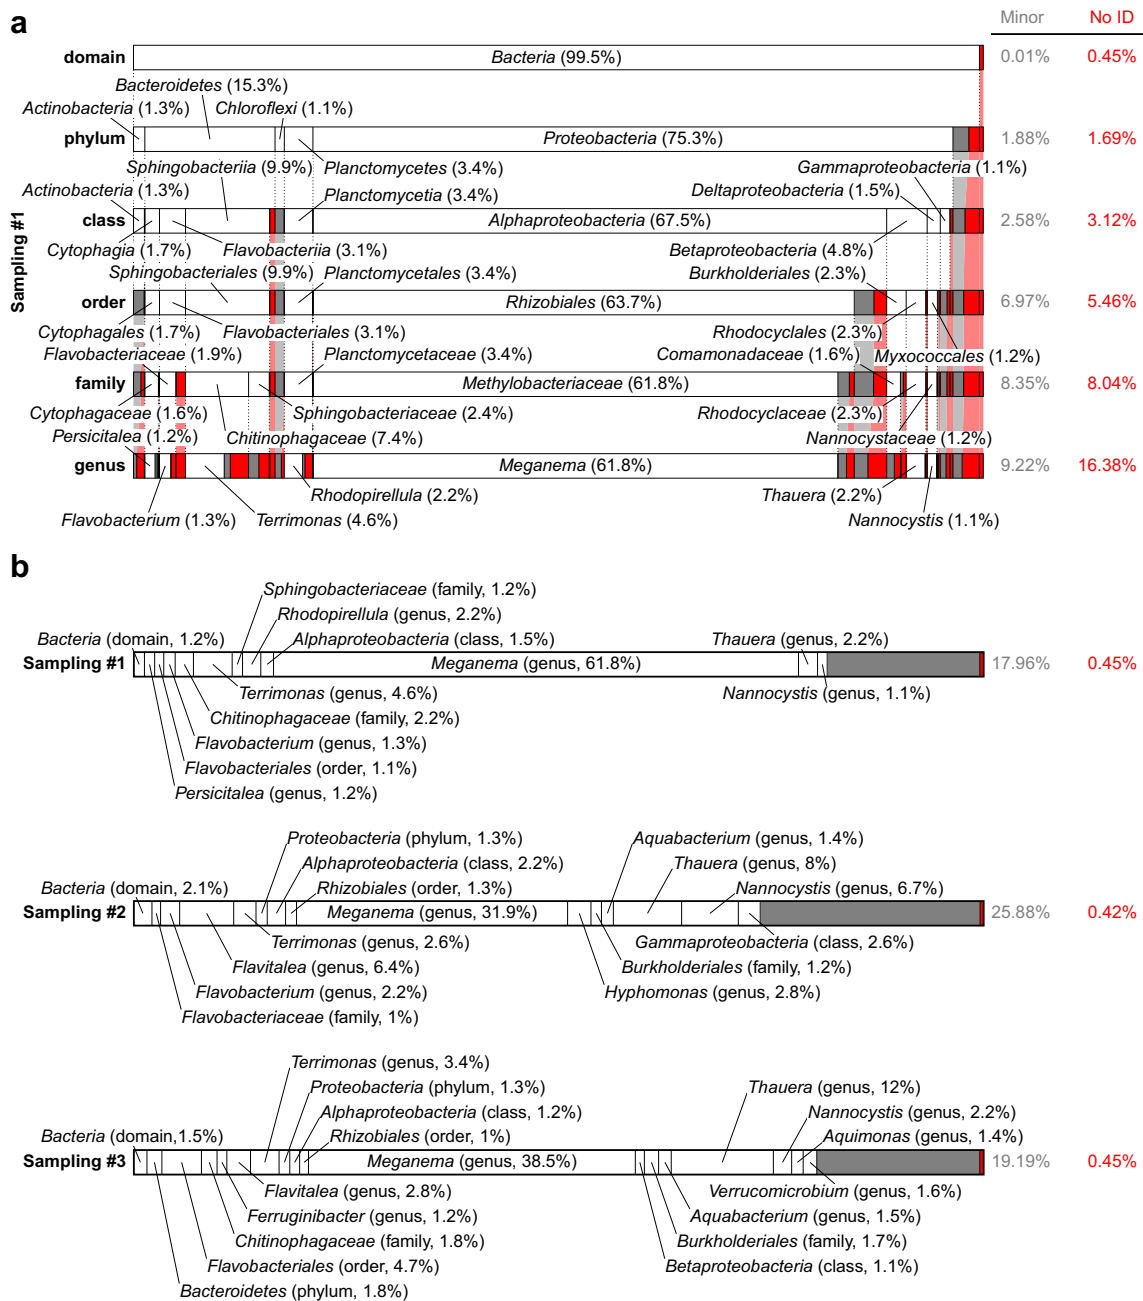 a
Minor No ID
domain Bacteria (99.5%) 0.01% 0.45%
Bacteroidetes (15.3%)
Actinobacteria (1.3%) Chloroflexi (1.1%)
phylum Proteobacteria (75.3%) 1.88% 1.69%
Sphingobacteriia (9.9%) Planctomycetes (3.4%) Gammaproteobacteria (1.1%)
Actinobacteria (1.3%) Planctomycetia (3.4%) Deltaproteobacteria (1.5%)
class Alphaproteobacteria (67.5%) 2.58% 3.12%
Cytophagia (1.7%) Flavobacteriia (3.1%) Betaproteobacteria (4.8%)
Sphingobacteriales (9.9%) Planctomycetales (3.4%) Burkholderiales (2.3%)
order Rhizobiales (63.7%) 6.97% 5.46%
Cytophagales (1.7%) Flavobacteriales (3.1%) Rhodocyclales (2.3%)
Flavobacteriaceae (1.9%) Planctomycetaceae (3.4%) Comamonadaceae (1.6%) Myxococcales (1.2%)
family Methylobacteriaceae (61.8%) 8.35% 8.04%
Cytophagaceae (1.6%) Sphingobacteriaceae (2.4%) Rhodocyclaceae (2.3%)
Persicitalea (1.2%) Chitinophagaceae (7.4%) Nannocystaceae (1.2%)
genus Meganema (61.8%) 9.22% 16.38%
Rhodopirellula (2.2%) Thauera (2.2%)
Flavobacterium (1.3%) Terrimonas (4.6%) Nannocystis (1.1%)
Sampling #1
b
Sphingobacteriaceae (family, 1.2%)
Rhodopirellula (genus, 2.2%)
Bacteria (domain, 1.2%) Alphaproteobacteria (class, 1.5%) Thauera (genus, 2.2%)
Sampling #1 Meganema (genus, 61.8%) 17.96% 0.45%
Terrimonas (genus, 4.6%) Nannocystis (genus, 1.1%)
Chitinophagaceae (family, 2.2%)
Flavobacterium (genus, 1.3%)
Flavobacteriales (order, 1.1%)
Persicitalea (genus, 1.2%)
Proteobacteria (phylum, 1.3%) Aquabacterium (genus, 1.4%)
Alphaproteobacteria (class, 2.2%) Thauera (genus, 8%)
Bacteria (domain, 2.1%) Rhizobiales (order, 1.3%) Nannocystis (genus, 6.7%)
Sampling #2 Meganema (genus, 31.9%) 25.88% 0.42%
Terrimonas (genus, 2.6%) Gammaproteobacteria (class, 2.6%)
Flavitalea (genus, 6.4%) Burkholderiales (family, 1.2%)
Flavobacterium (genus, 2.2%) Hyphomonas (genus, 2.8%)
Flavobacteriaceae (family, 1%)
Terrimonas (genus, 3.4%)
Proteobacteria (phylum, 1.3%) Thauera (genus, 12%)
Alphaproteobacteria (class, 1.2%) Nannocystis (genus, 2.2%)
Bacteria (domain,1.5%) Rhizobiales (order, 1%) Aquimonas (genus, 1.4%)
Sampling #3 Meganema (genus, 38.5%) 19.19% 0.45%
Flavitalea (genus, 2.8%) Verrucomicrobium (genus, 1.6%)
Ferruginibacter (genus, 1.2%) Aquabacterium (genus, 1.5%)
Chitinophagaceae (family, 1.8%) Burkholderiales (family, 1.7%)
Flavobacteriales (order, 4.7%) Betaproteobacteria (class, 1.1%)
Bacteroidetes (phylum, 1.8%)